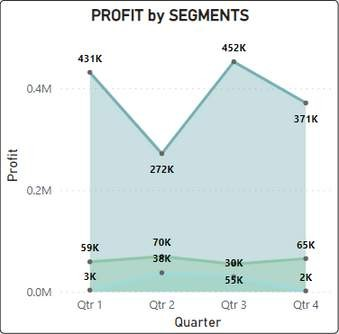 PROFIT by SEGMENTS
431K
452K
0.4M
371K
272K
Profit
0.2M
59K
70K
65K
3K
38K
30K
55K
2K
0.0M
Qtr 1
Qtr 2
Qtr 3
Qtr 4
Quarter